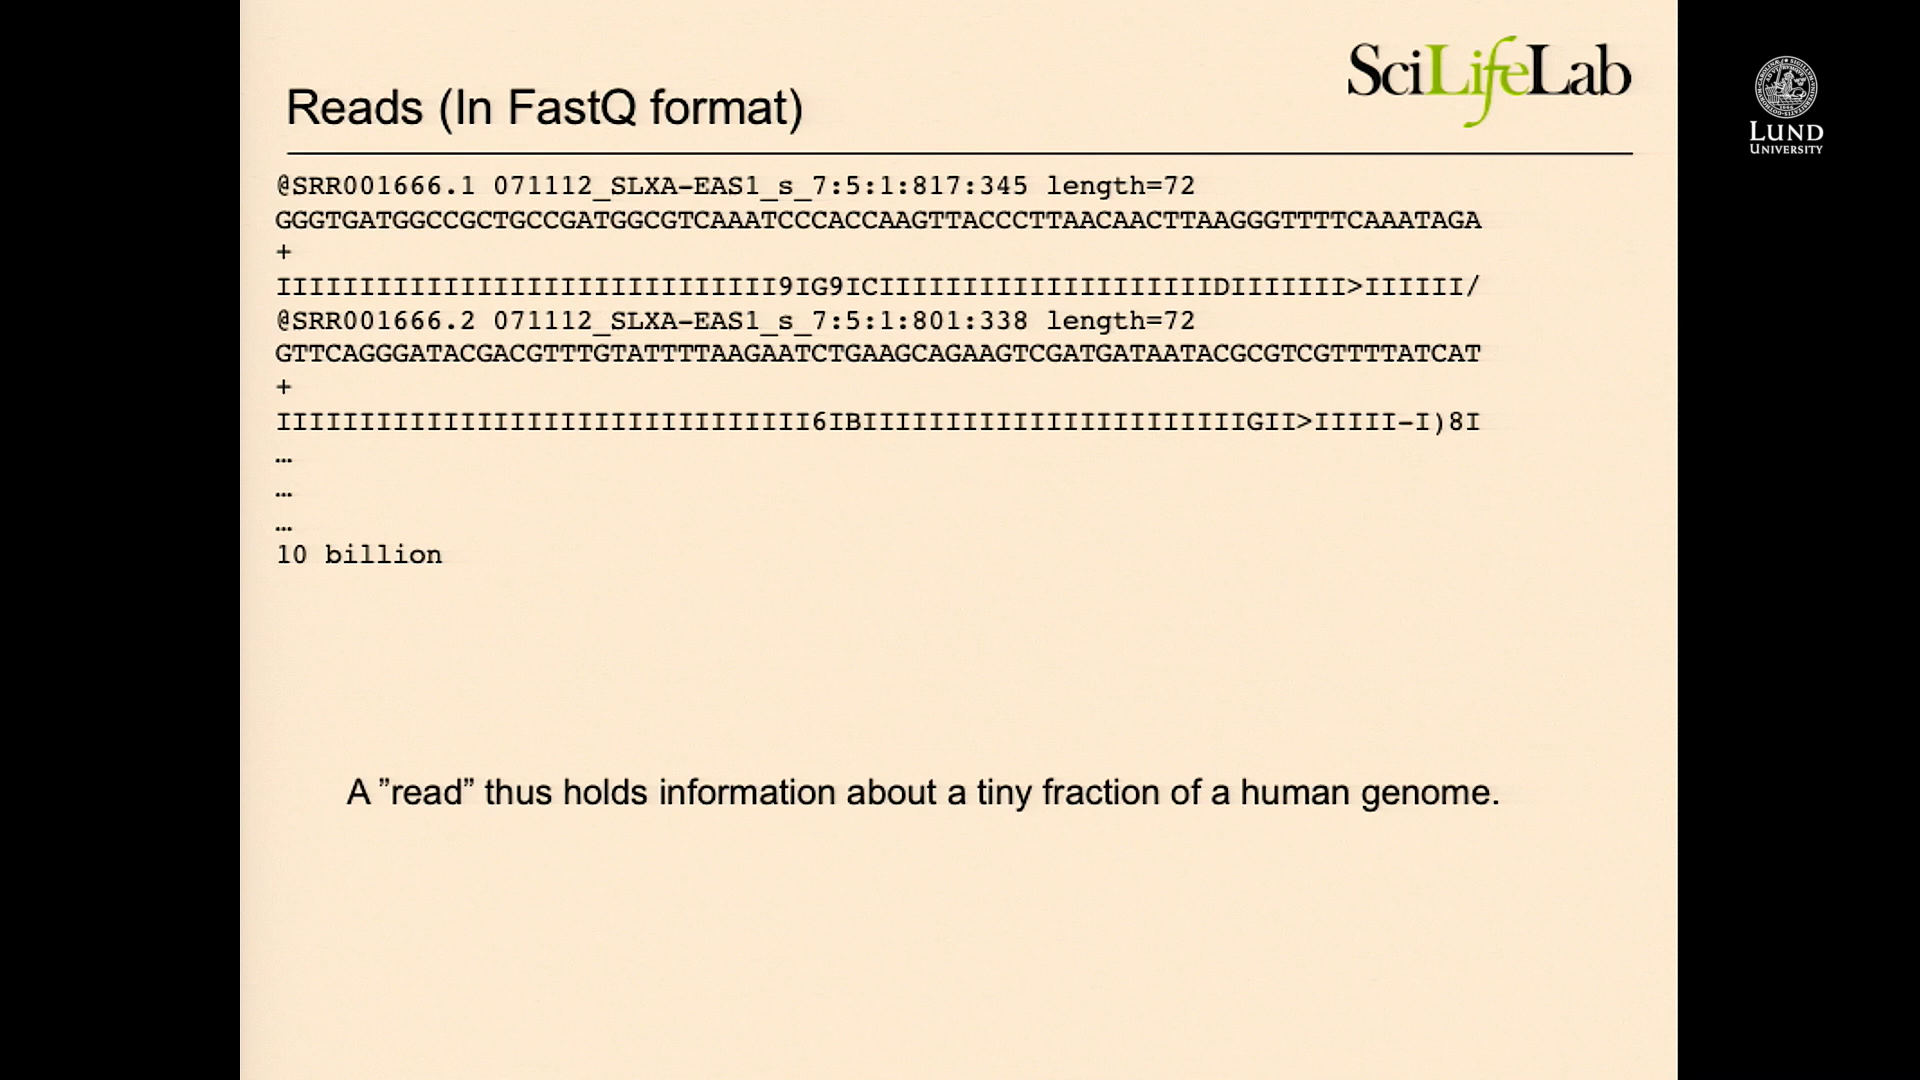 SciLifeLab
LUND
UNIVERSITY
Reads (In FastQ format)
@SRR001666.1 071112_SLXA-EAS1_s_7:5:1:817:345 length=72
GGGTGATGGCCGCTGCCGATGGCGTCAAATCCCACCAAGTTACCCTTAACAACTTAAGGGTTTTCAAATAGA
+
IIIIIIIIIIIIIIIIIIIIIIIIIIIIII9IG9ICIIIIIIIIIIIIIIIIIIIIDIIIIIII>IIIIII/
@SRR001666.2 071112_SLXA-EAS1_s_7:5:1:801:338 length=72
GTTCAGGGATACGACGTTTGTATTTTAAGAATCTGAAGCAGAAGTCGATGATAATACGCGTCGTTTTATCAT
+
IIIIIIIIIIIIIIIIIIIIIIIIIIIIIIII6IBIIIIIIIIIIIIIIIIIIIIIIIGII>IIIII-I)8I
…
…
…
10 billion
A ”read” thus holds information about a tiny fraction of a human genome.